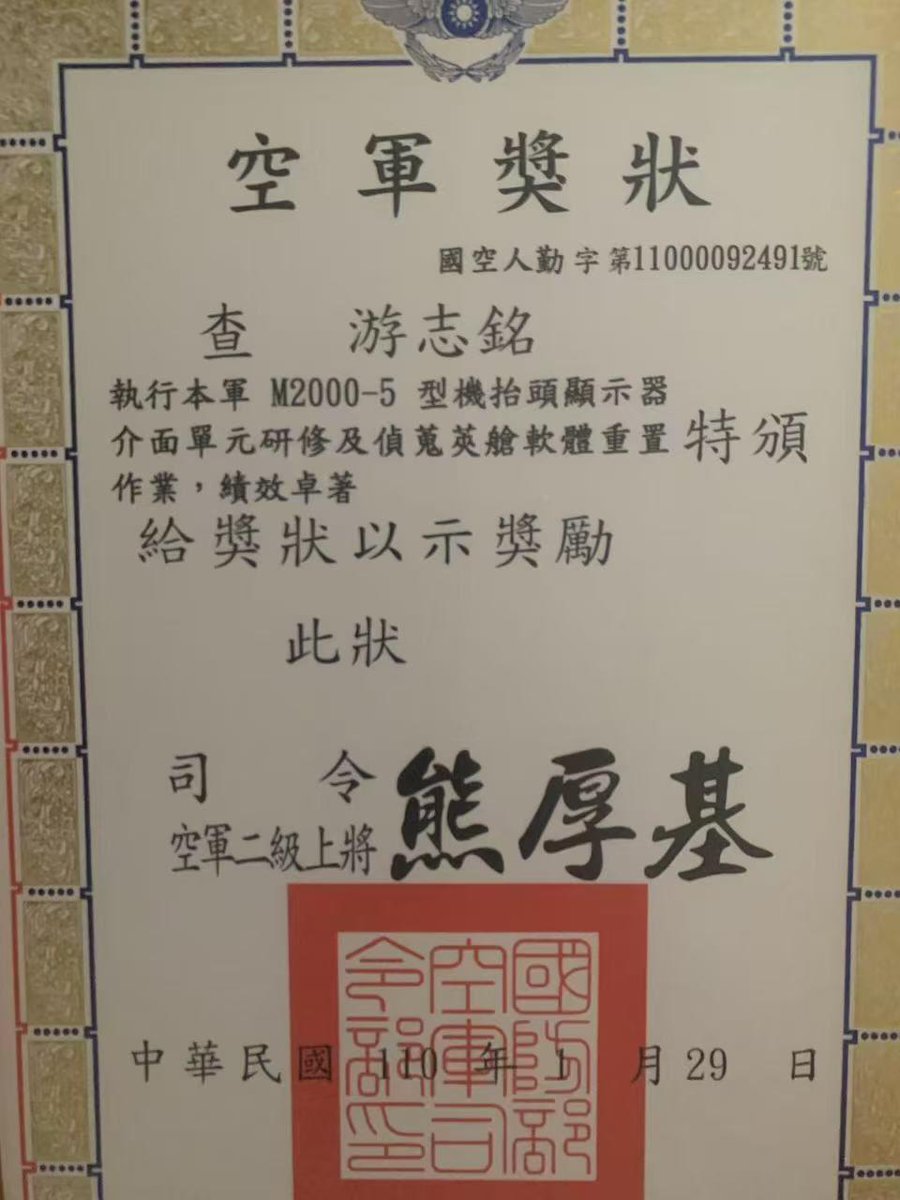 空軍獎狀
國空人勤字第11000092491號
查 游志銘
執行本軍 M2000-5 型機抬頭顯示器
介面單元研修及偵蒐莢艙軟體重置
作業，績效卓著
特頒
給獎狀以示獎勵
此狀
司令
空軍二級上將 熊厚基
國防部空軍司令部印
中華民國 110 年 1 月 29 日